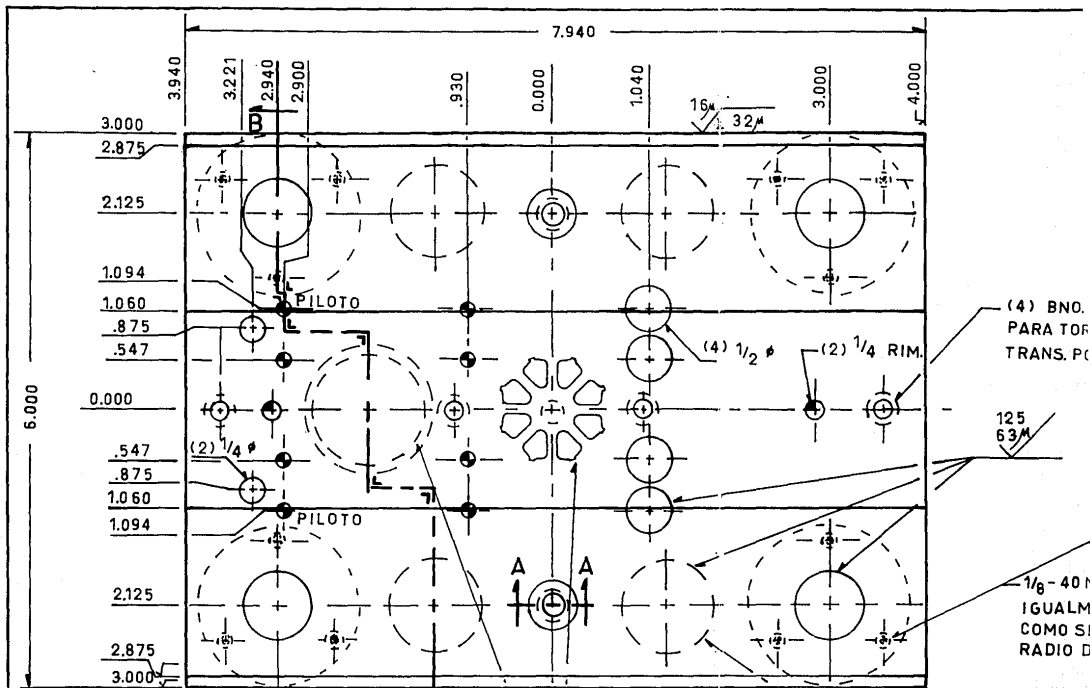 7.940
3.940
3.221
2.940
2.900
.930
0.000
1.040
3.000
4.000
B
16µ
32µ
3.000
2.875
2.125
1.094
PILOTO
1.060
.875
.547
(4) 1/2 ø
(2) 1/4 RIM.
(4) BNO.
PARA TOR
TRANS. PO
6.000
0.000
125
63µ
.547
(2) 1/4 ø
.875
1.060
1.094
PILOTO
A A
2.125
1/8-40 N
IGUALM
COMO SE
RADIO D
2.875
3.000